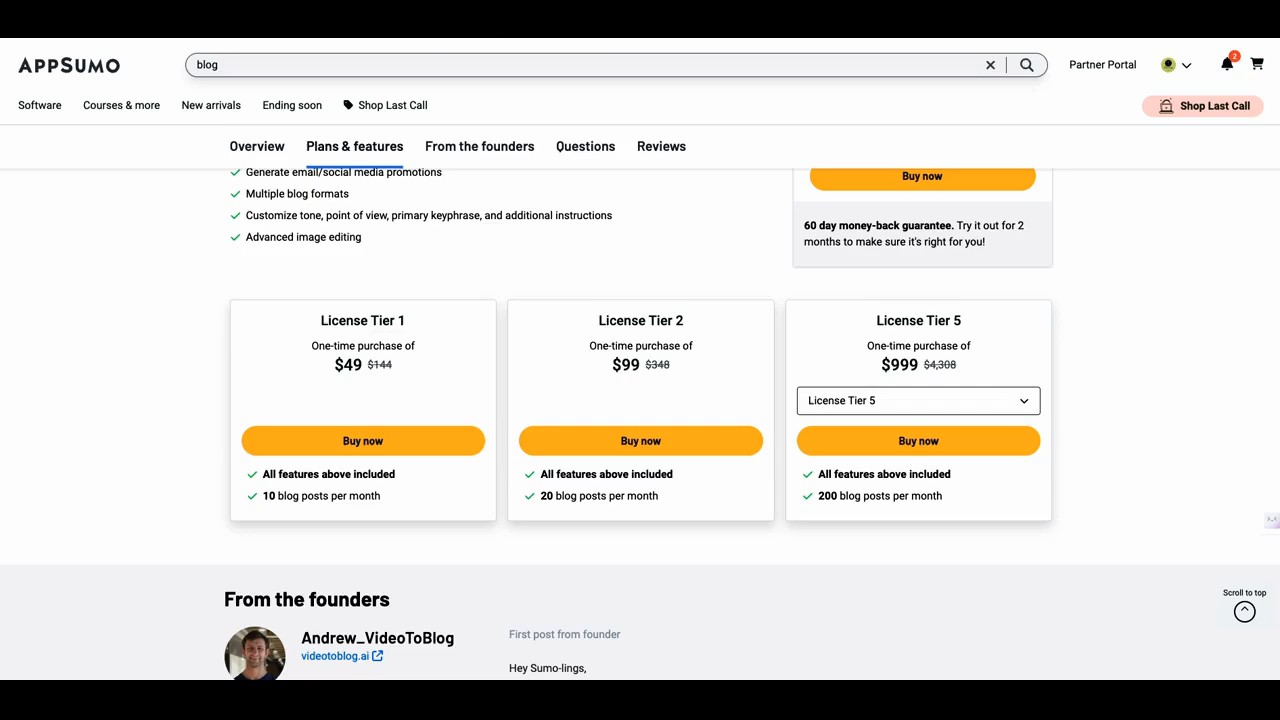 APPSUMO
blog
Partner Portal
2
Software
Courses & more
New arrivals
Ending soon
Shop Last Call
Shop Last Call
Overview
Plans & features
From the founders
Questions
Reviews
Generate email/social media promotions
Multiple blog formats
Customize tone, point of view, primary keyphrase, and additional instructions
Advanced image editing
Buy now
60 day money-back guarantee. Try it out for 2
months to make sure it's right for you!
License Tier 1
One-time purchase of
$49 $144
Buy now
All features above included
10 blog posts per month
License Tier 2
One-time purchase of
$99 $348
Buy now
All features above included
20 blog posts per month
License Tier 5
One-time purchase of
$999 $4,308
License Tier 5
Buy now
All features above included
200 blog posts per month
From the founders
Andrew_VideoToBlog
videotoblog.ai
First post from founder
Hey Sumo-lings,
Scroll to top